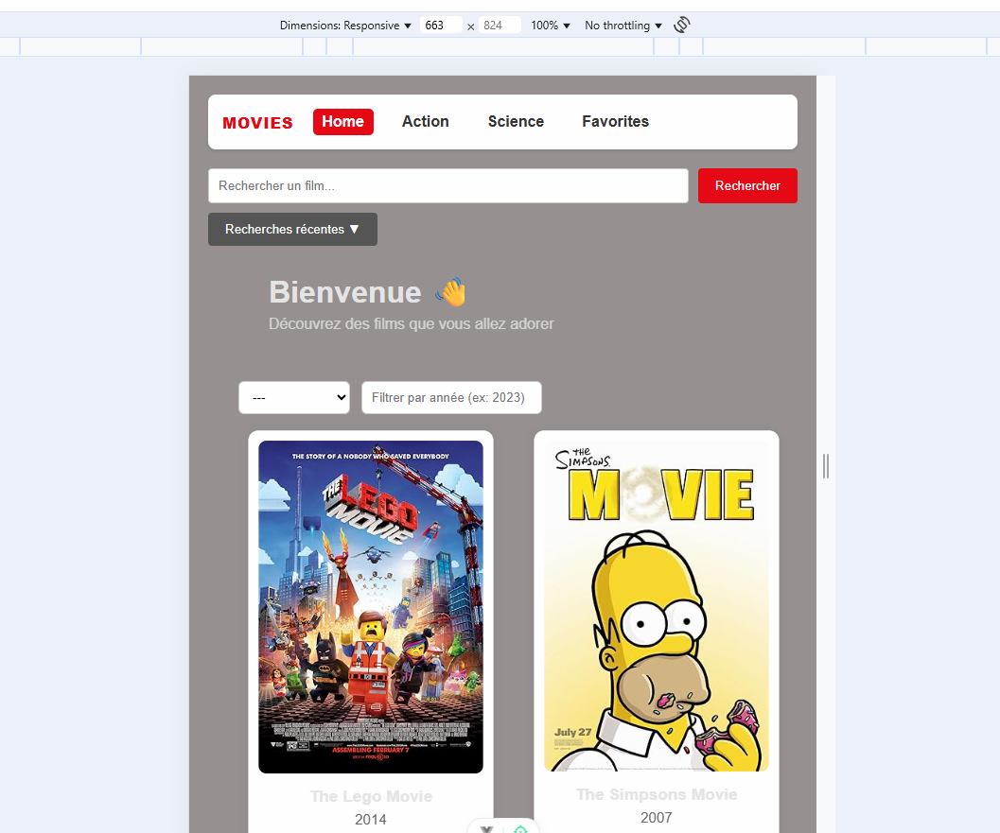 Dimensions: Responsive ▼ 663 × 824 100% ▼ No throttling ▼
MOVIES Home Action Science Favorites
Rechercher un film... Rechercher
Recherches récentes ▼
Bienvenue 👋
Découvrez des films que vous allez adorer
--- Filtrer par année (ex: 2023)
THE STORY OF A NOBODY WHO SAVED EVERYBODY
THE LEGO MOVIE
ASSEMBLING FEBRUARY 7
The Lego Movie
2014
THE SIMPSONS
MOVIE
July 27
The Simpsons Movie
2007